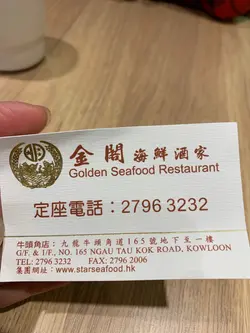 金閣海鮮酒家
Golden Seafood Restaurant
定座電話：2796 3232
牛頭角店：九龍牛頭角道165號地下至一樓
G/F. & 1/F., NO. 165 NGAU TAU KOK ROAD, KOWLOON
TEL: 2796 3232 FAX: 2796 2006
集團網址：www.starseafood.hk